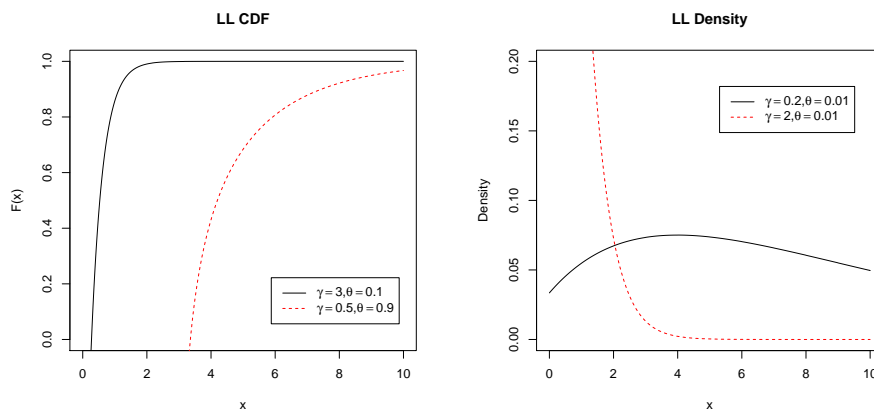 LL CDF
F(x)
1.0
0.8
0.6
0.4
0.2
0.0
γ = 3,θ = 0.1
γ = 0.5,θ = 0.9
0 2 4 6 8 10
x
LL Density
Density
0.20
0.15
0.10
0.05
0.00
γ = 0.2,θ = 0.01
γ = 2,θ = 0.01
0 2 4 6 8 10
x